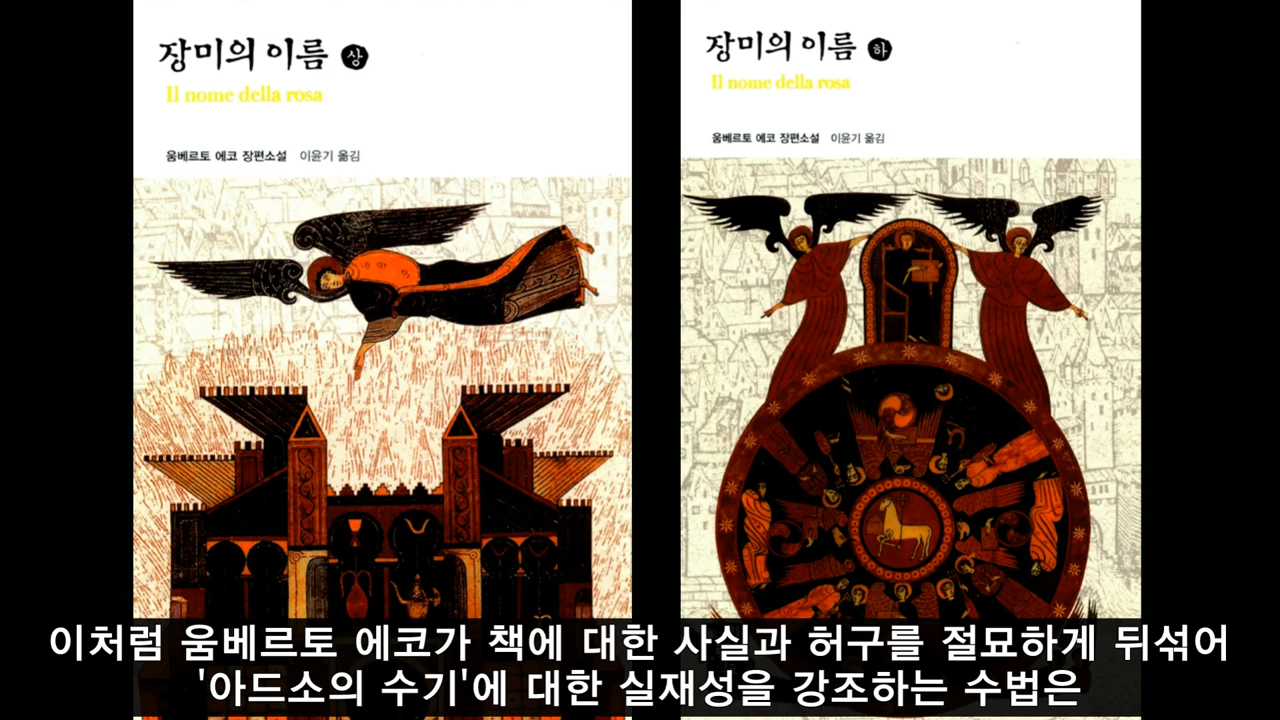 장미의 이름 상
Il nome della rosa
움베르토 에코 장편소설 이윤기 옮김
장미의 이름 하
Il nome della rosa
움베르토 에코 장편소설 이윤기 옮김
이처럼 움베르토 에코가 책에 대한 사실과 허구를 절묘하게 뒤섞어
'아드소의 수기'에 대한 실재성을 강조하는 수법은